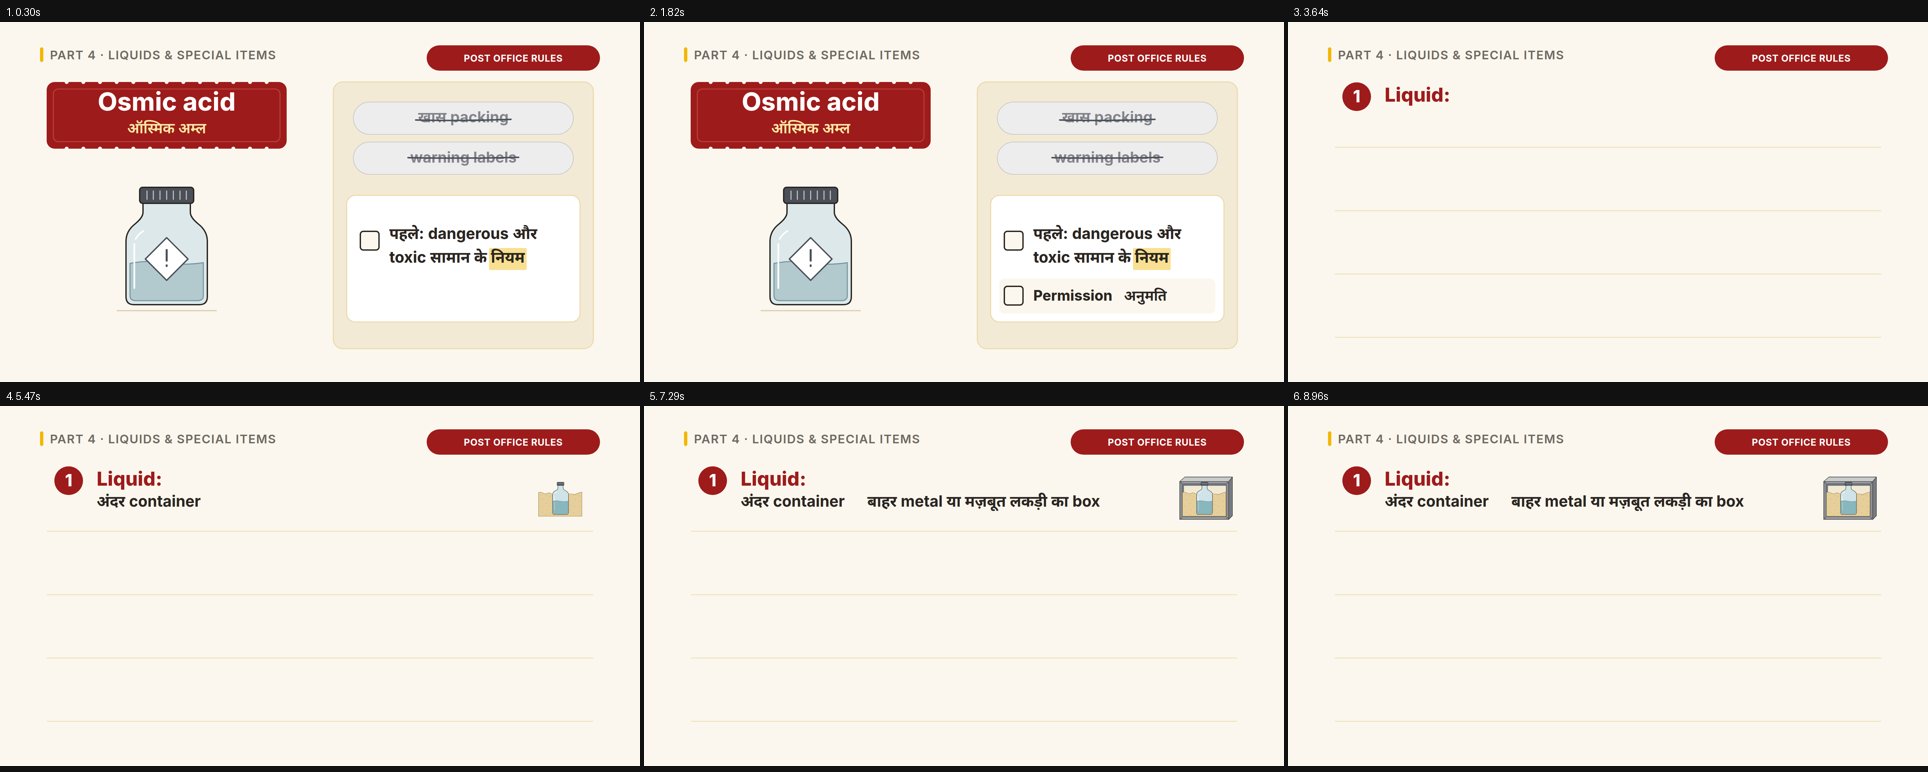 1. 0.30s
PART 4 · LIQUIDS & SPECIAL ITEMS
POST OFFICE RULES
Osmic acid
ऑस्मिक अम्ल
खास packing
warning labels
पहले: dangerous और
toxic सामान के नियम
!
2. 1.82s
PART 4 · LIQUIDS & SPECIAL ITEMS
POST OFFICE RULES
Osmic acid
ऑस्मिक अम्ल
खास packing
warning labels
पहले: dangerous और
toxic सामान के नियम
!
Permission अनुमति
3. 3.64s
PART 4 · LIQUIDS & SPECIAL ITEMS
POST OFFICE RULES
1 Liquid:
4. 5.47s
PART 4 · LIQUIDS & SPECIAL ITEMS
POST OFFICE RULES
1 Liquid:
अंदर container
5. 7.29s
PART 4 · LIQUIDS & SPECIAL ITEMS
POST OFFICE RULES
1 Liquid:
अंदर container बाहर metal या मज़बूत लकड़ी का box
6. 8.96s
PART 4 · LIQUIDS & SPECIAL ITEMS
POST OFFICE RULES
1 Liquid:
अंदर container बाहर metal या मज़बूत लकड़ी का box